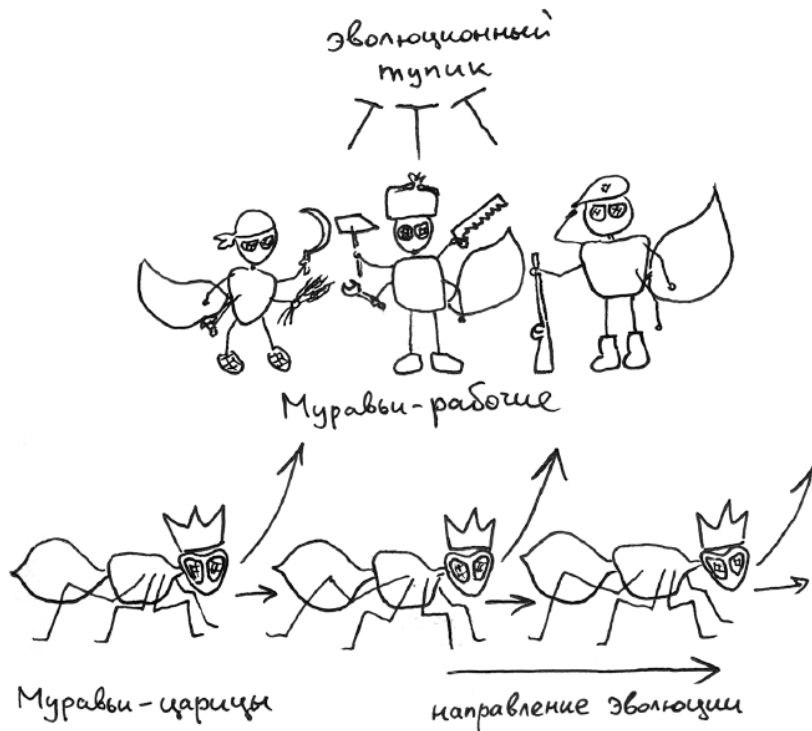 эволюционный
тупик
Муравьи-рабочие
Муравьи-царицы
направление эволюции